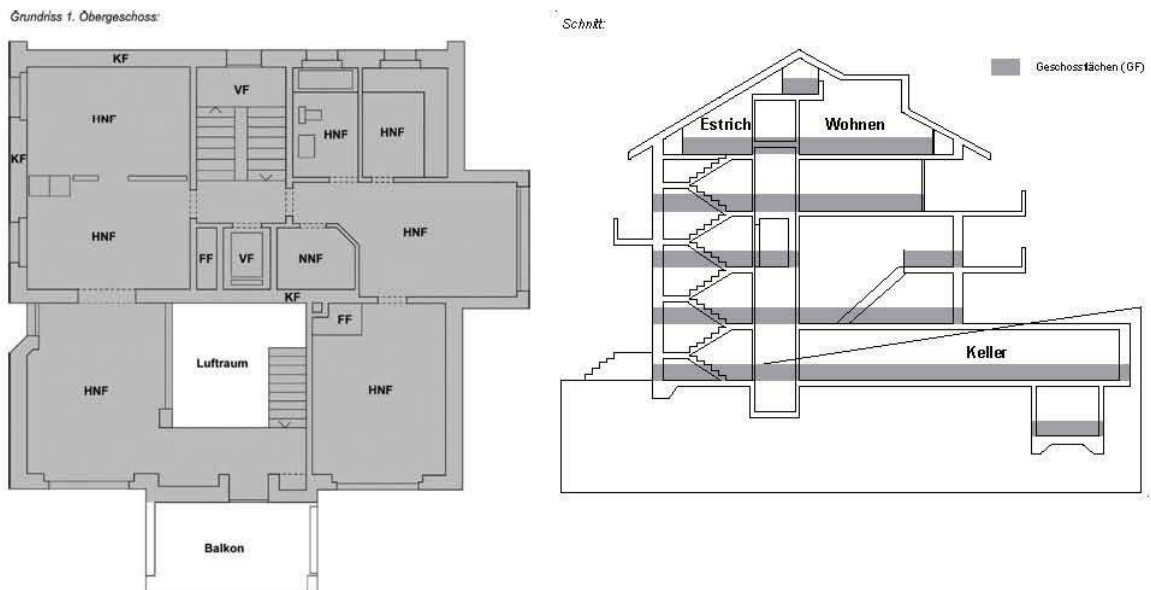 Grundriss 1. Obergeschoss:
KF
VF
HNF
HNF
HNF
KF
HNF
HNF
FF
VF
NNF
KF
FF
Luftraum
HNF
HNF
Balkon
Schnitt:
Geschossflächen (GF)
Estrich
Wohnen
Keller